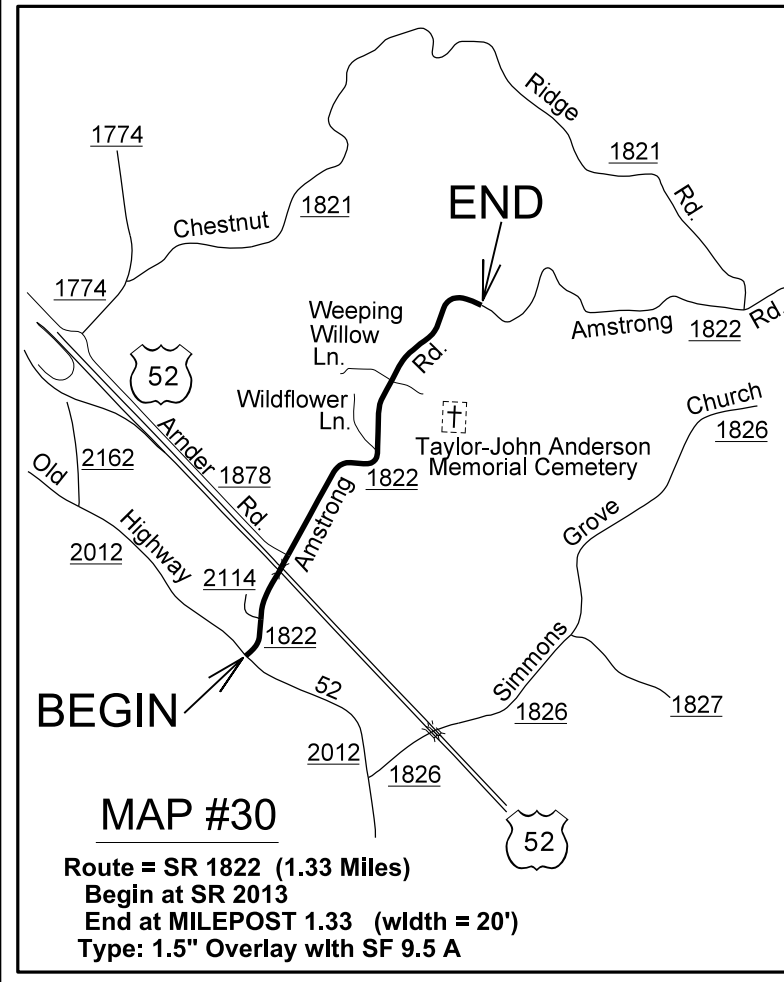 Ridge
1774
1821
1821
END
Rd.
Chestnut
1774
Weeping
Willow
Ln.
Rd.
Amstrong
1822
Rd.
52
Wildflower
Ln.
Church
1826
Arnder
Taylor-John Anderson
Memorial Cemetery
Old
2162
1878
1822
Rd.
Amstrong
Grove
Highway
2012
2114
1822
Simmons
52
BEGIN
1826
1827
2012
1826
MAP #30
52
Route = SR 1822 (1.33 Miles)
Begin at SR 2013
End at MILEPOST 1.33 (width = 20')
Type: 1.5" Overlay with SF 9.5 A